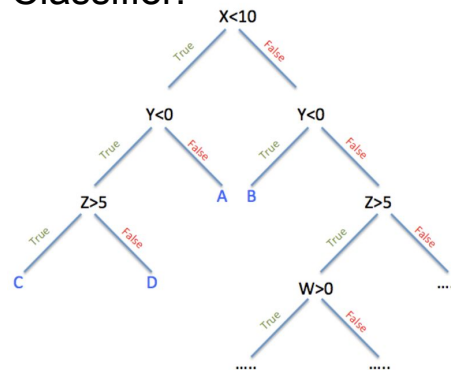 Classifier:
X<10
True False
Y<0 Y<0
True False True False
Z>5 A B Z>5
True False True False
C D W>0 ....
True False
..... .....